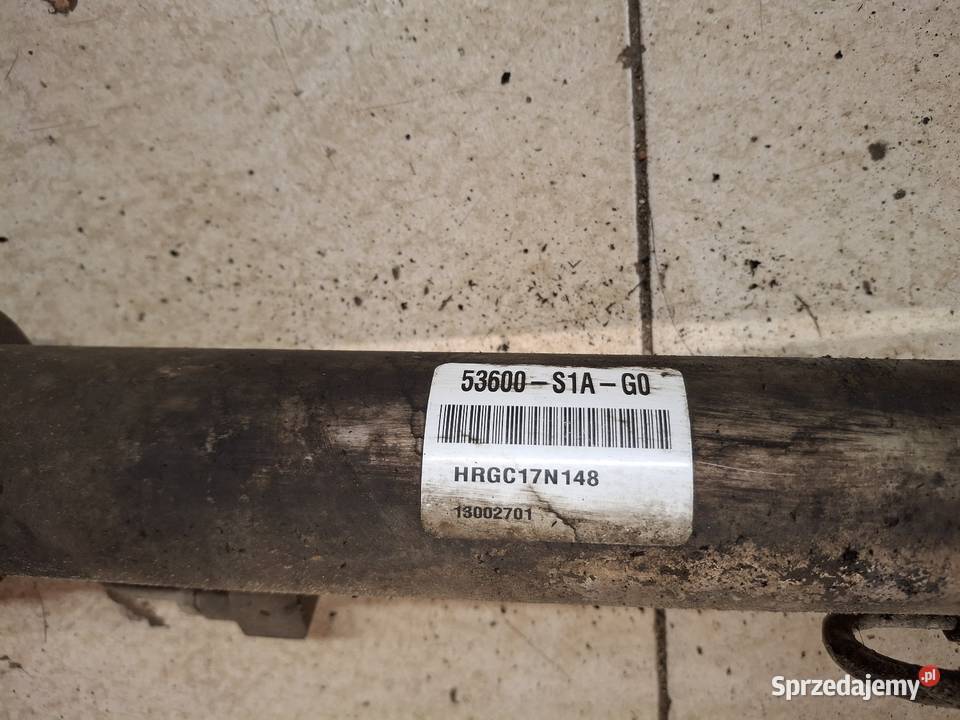 53600-S1A-G0
HRGC17N148
13002701
Sprzedajemy.pl